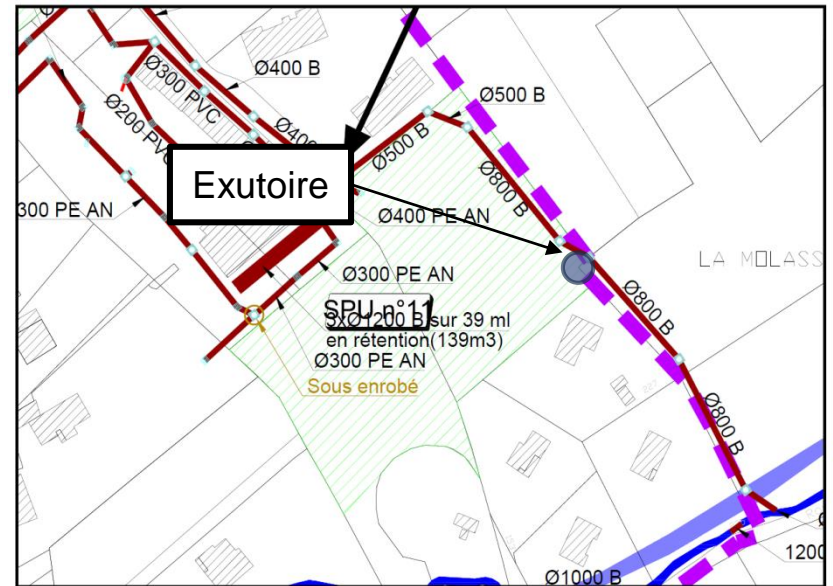 Ø400 B
Ø300 PVC
Ø500 B
Ø200 PVC
Ø500 B
Ø800 B
Exutoire
300 PE AN
Ø400 PE AN
LA MOLASS
Ø300 PE AN
Ø800 B
SPU n°11
3xØ1200 B sur 39 ml
en rétention(139m3)
Ø300 PE AN
Sous enrobé
Ø800 B
1200
Ø1000 B